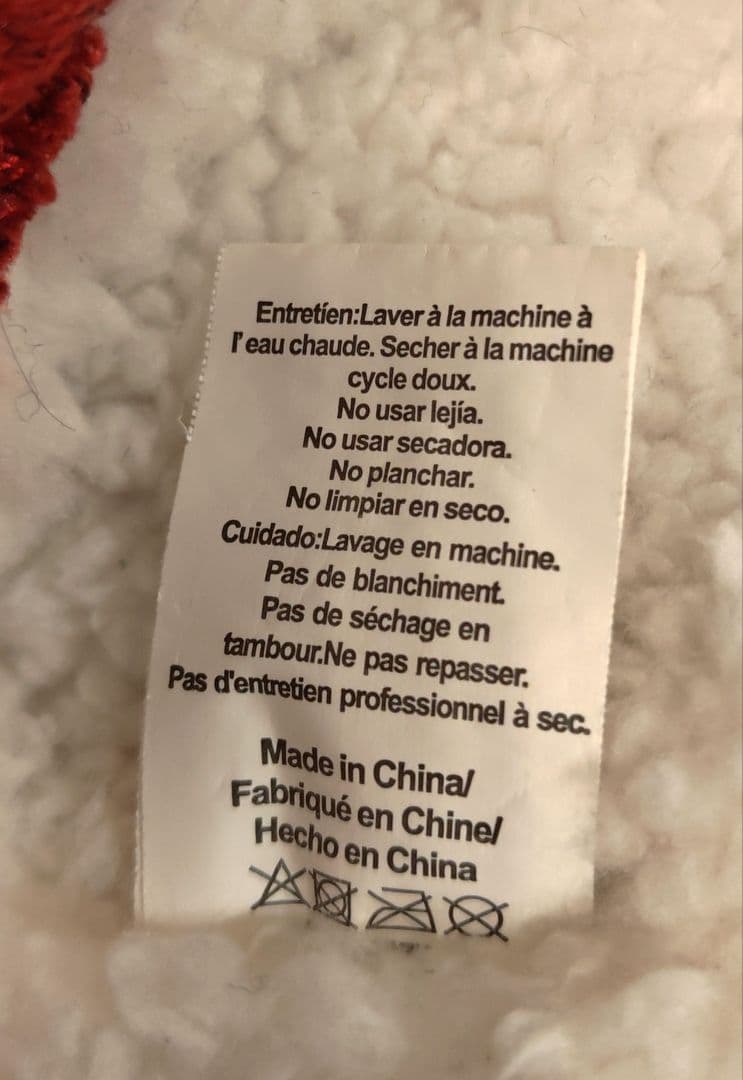 Entretíen:Laver à la machine à
l'eau chaude. Secher à la machine
cycle doux.
No usar lejía.
No usar secadora.
No planchar.
No limpiar en seco.
Cuidado:Lavage en machine.
Pas de blanchiment.
Pas de séchage en
tambour.Ne pas repasser.
Pas d'entretien professionnel à sec.
Made in China/
Fabriqué en Chine/
Hecho en China